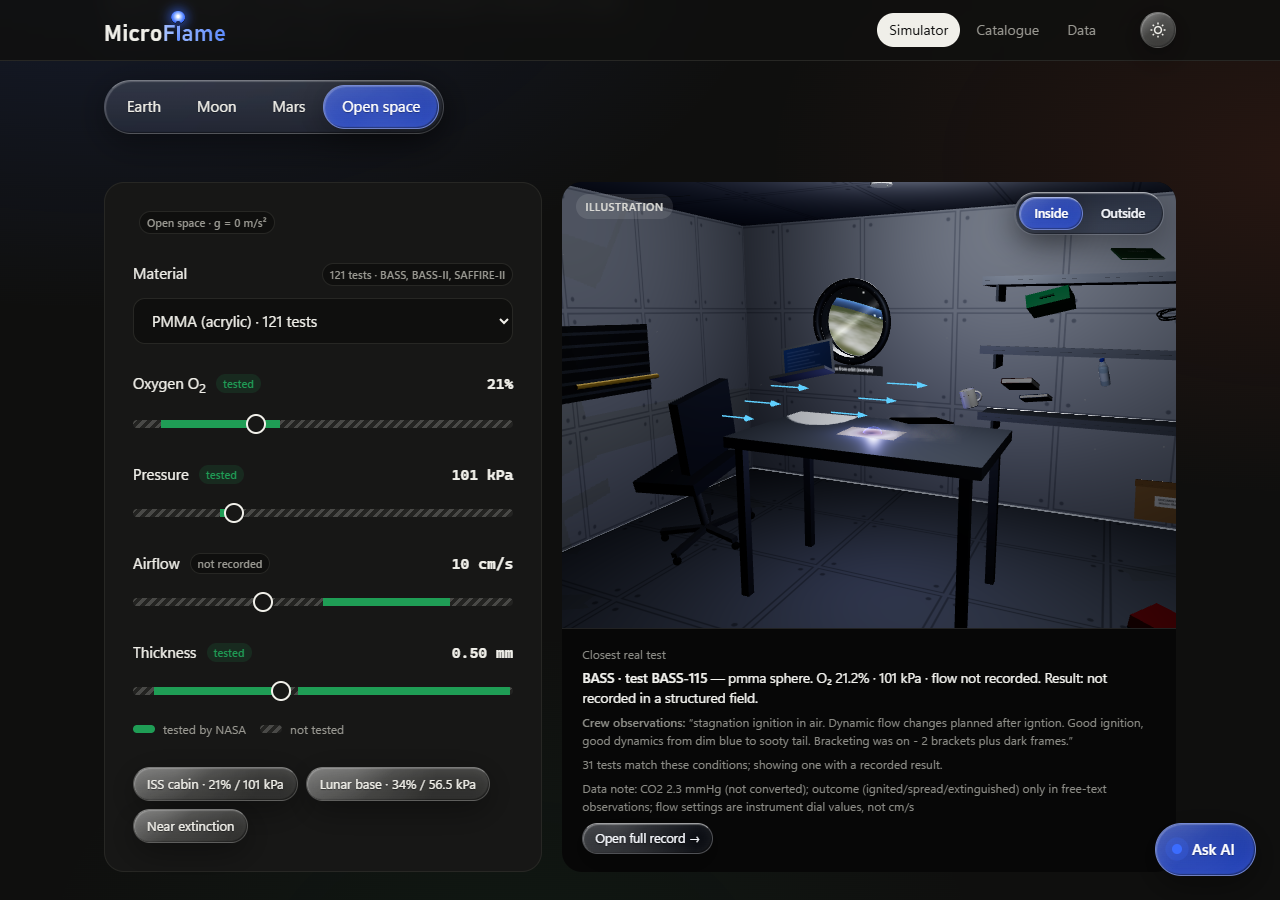 MicroFlame
Simulator
Catalogue
Data
Earth
Moon
Mars
Open space
Open space · g = 0 m/s²
Material
121 tests · BASS, BASS-II, SAFFIRE-II
PMMA (acrylic) · 121 tests
Oxygen O₂
tested
21%
Pressure
tested
101 kPa
Airflow
not recorded
10 cm/s
Thickness
tested
0.50 mm
tested by NASA
not tested
ISS cabin · 21% / 101 kPa
Lunar base · 34% / 56.5 kPa
Near extinction
ILLUSTRATION
Inside
Outside
Closest real test
BASS · test BASS-115 — pmma sphere. O₂ 21.2% · 101 kPa · flow not recorded. Result: not
recorded in a structured field.
Crew observations: “stagnation ignition in air. Dynamic flow changes planned after igntion. Good ignition,
good dynamics from dim blue to sooty tail. Bracketing was on - 2 brackets plus dark frames.”
31 tests match these conditions; showing one with a recorded result.
Data note: CO2 2.3 mmHg (not converted); outcome (ignited/spread/extinguished) only in free-text
observations; flow settings are instrument dial values, not cm/s
Open full record →
Ask AI